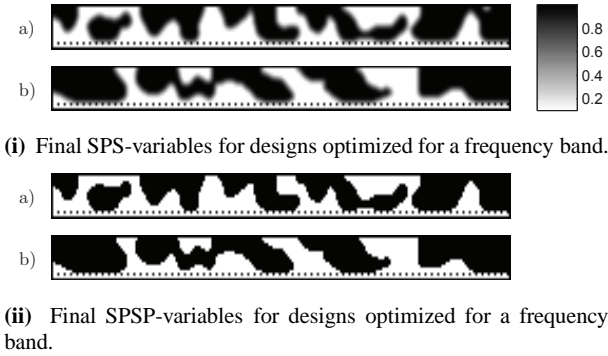 a)
0.8
0.6
0.4
0.2
b)
(i) Final SPS-variables for designs optimized for a frequency band.
a)
b)
(ii) Final SPSP-variables for designs optimized for a frequency
band.